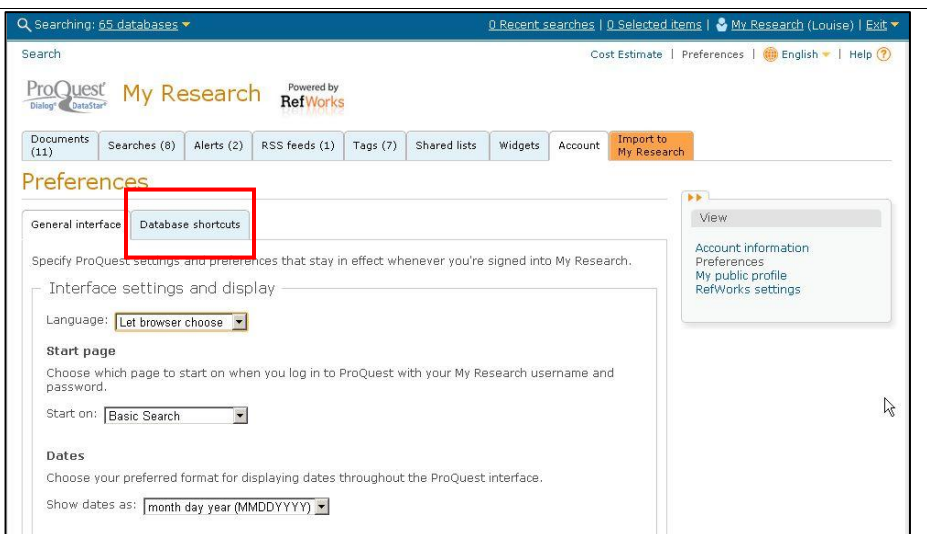 Searching: 65 databases
0 Recent searches | 0 Selected items | My Research (Louise) | Exit
Search
Cost Estimate | Preferences | English | Help ?
ProQuest
Dialog DataStar
My Research
Powered by
RefWorks
Documents
(11)
Searches (8)
Alerts (2)
RSS feeds (1)
Tags (7)
Shared lists
Widgets
Account
Import to
My Research
Preferences
General interface
Database shortcuts
Specify ProQuest settings and preferences that stay in effect whenever you're signed into My Research.
Interface settings and display
Language: Let browser choose
Start page
Choose which page to start on when you log in to ProQuest with your My Research username and
password.
Start on: Basic Search
Dates
Choose your preferred format for displaying dates throughout the ProQuest interface.
Show dates as: month day year (MMDDYYYY)
View
Account information
Preferences
My public profile
RefWorks settings